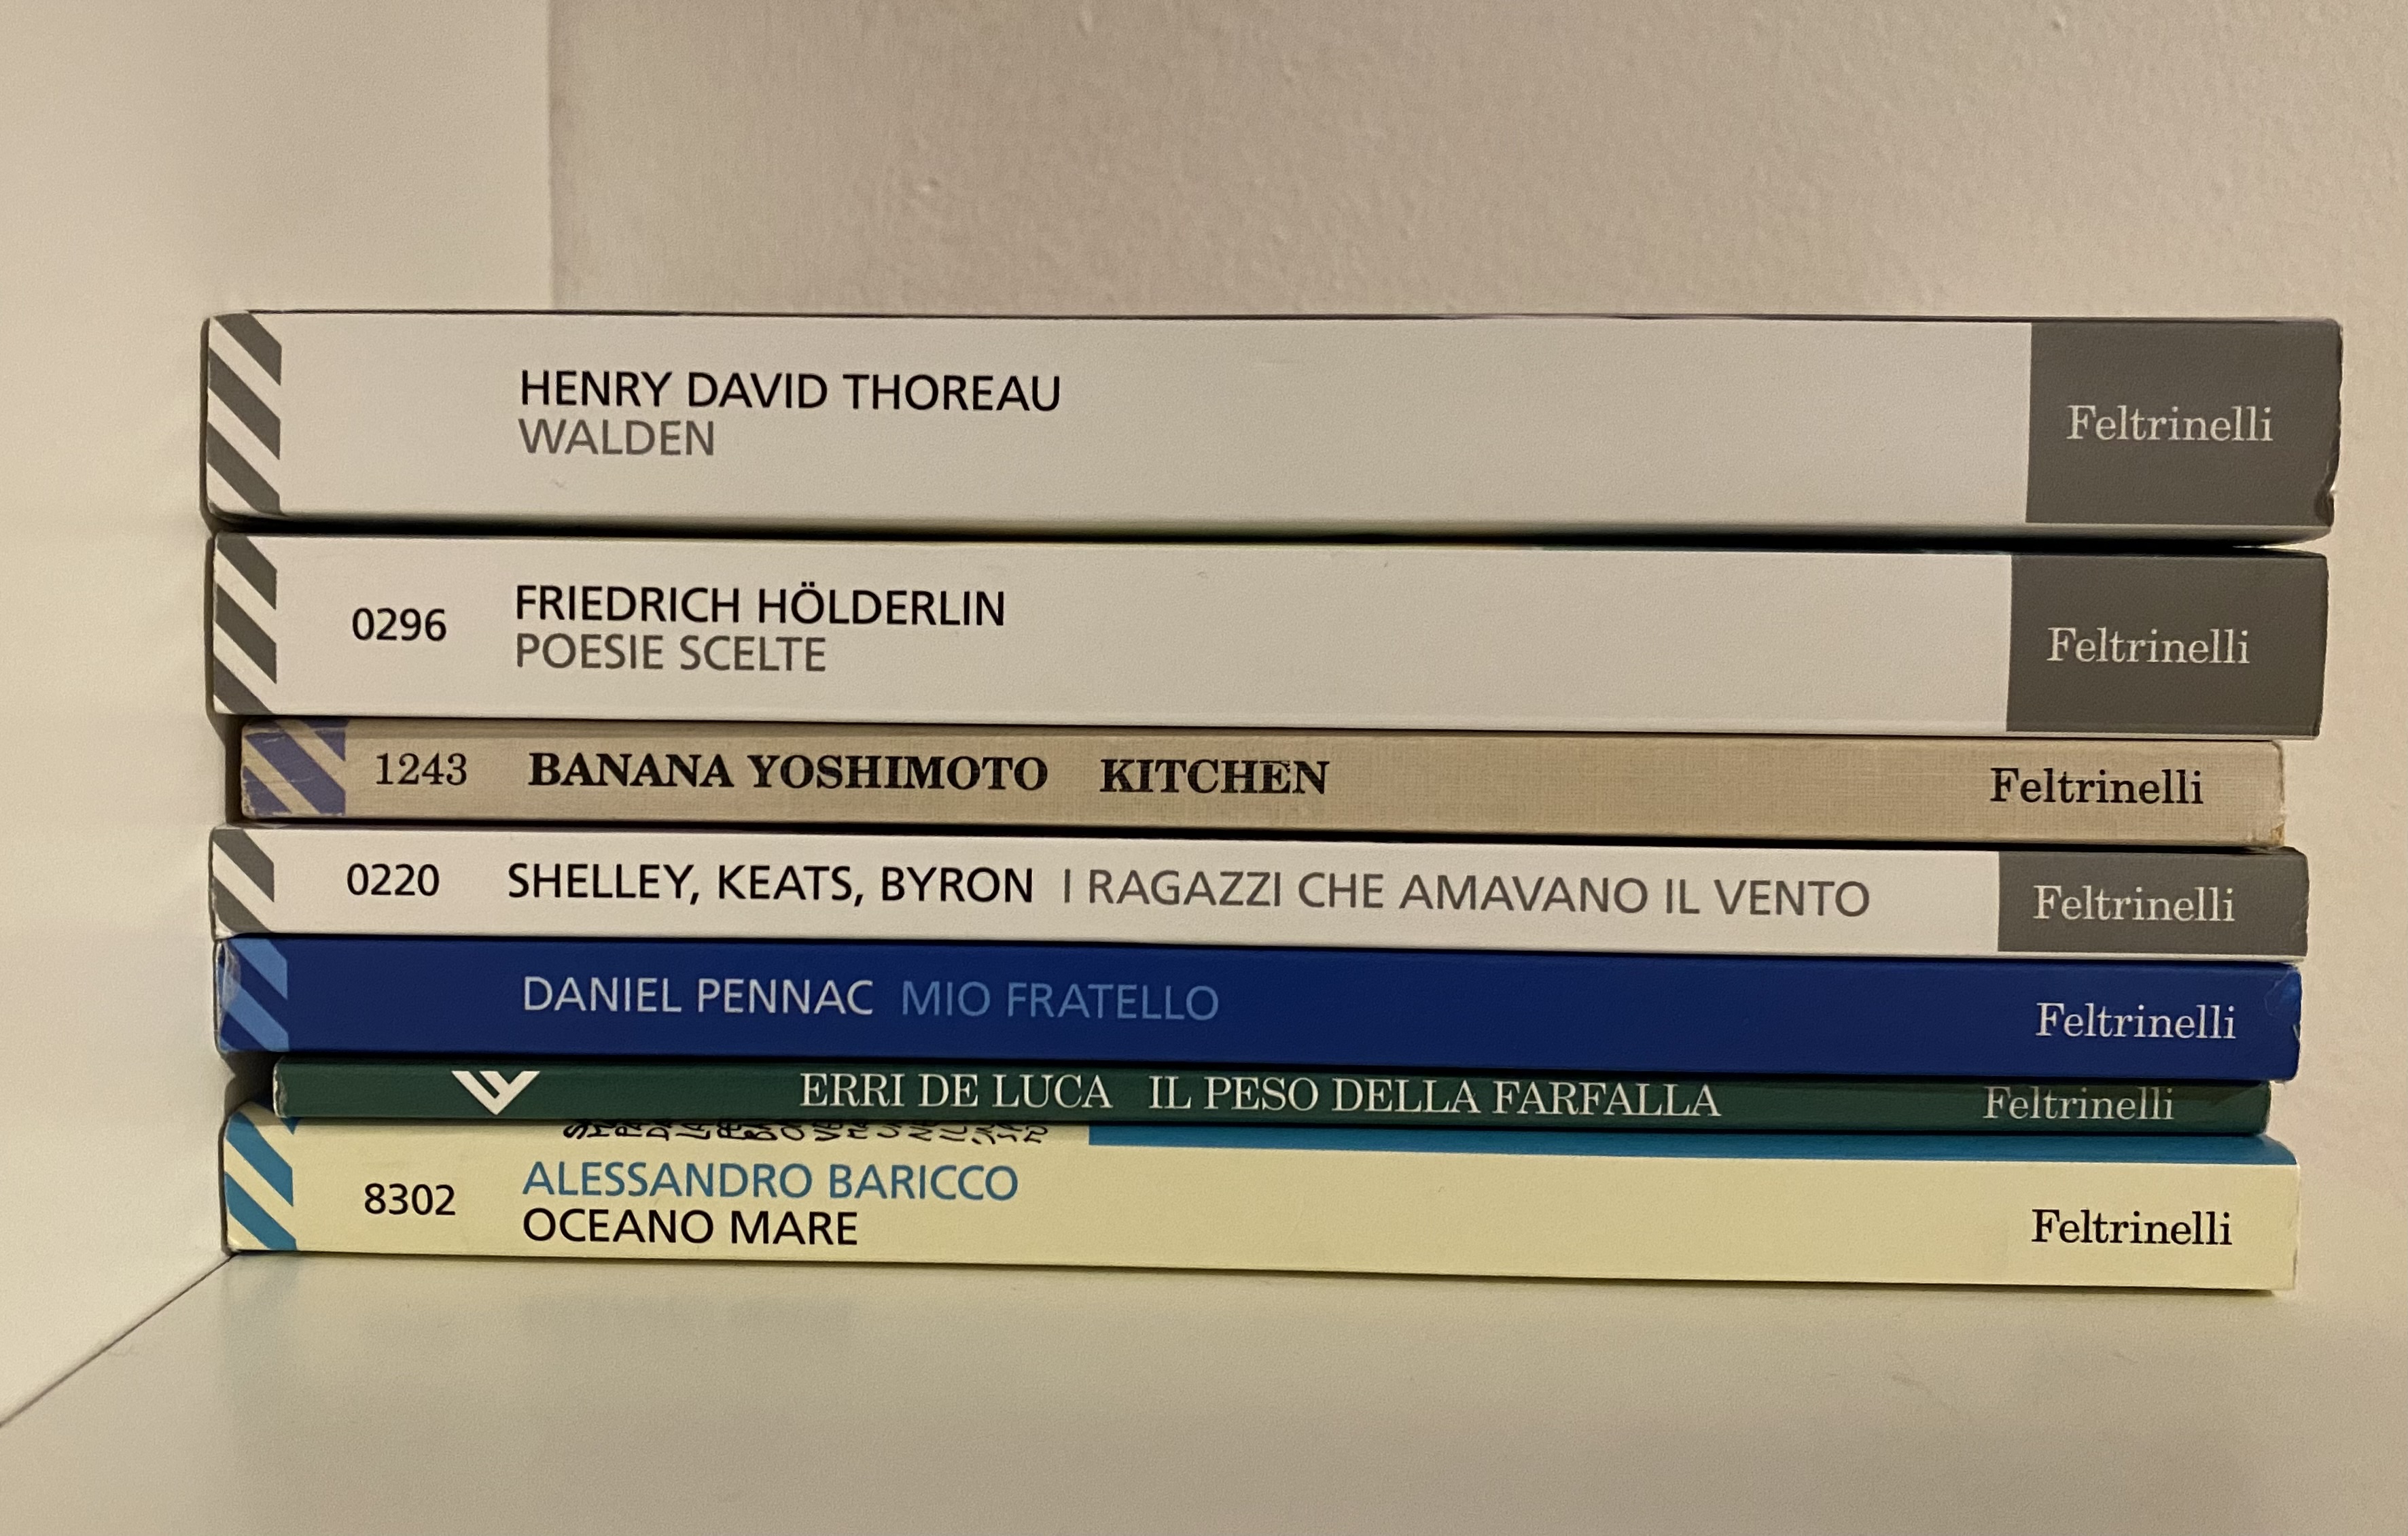 HENRY DAVID THOREAU
WALDEN
Feltrinelli
0296
FRIEDRICH HÖLDERLIN
POESIE SCELTE
Feltrinelli
1243 BANANA YOSHIMOTO KITCHEN Feltrinelli
0220 SHELLEY, KEATS, BYRON I RAGAZZI CHE AMAVANO IL VENTO Feltrinelli
DANIEL PENNAC MIO FRATELLO Feltrinelli
ERRI DE LUCA IL PESO DELLA FARFALLA Feltrinelli
8302
ALESSANDRO BARICCO
OCEANO MARE
Feltrinelli